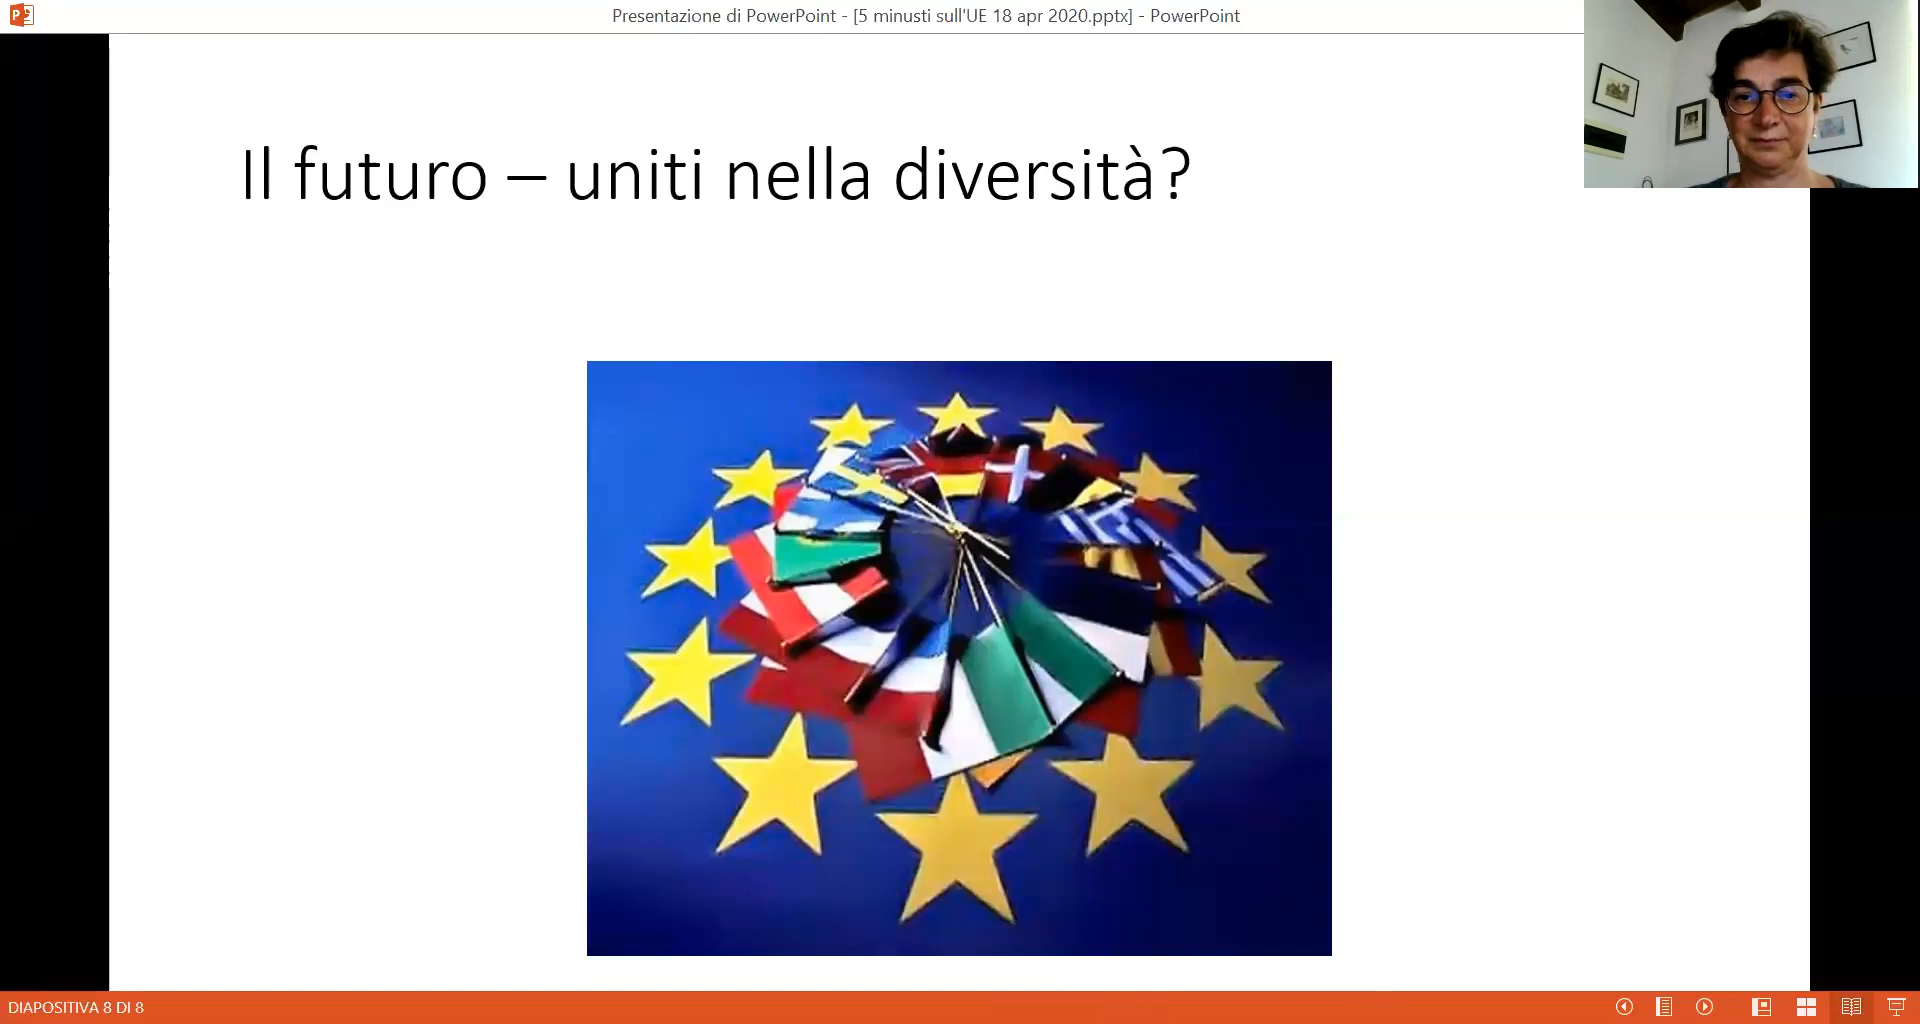 Presentazione di PowerPoint - [5 minusti sull'UE 18 apr 2020.pptx] - PowerPoint
Il futuro – uniti nella diversità?
DIAPOSITIVA 8 DI 8